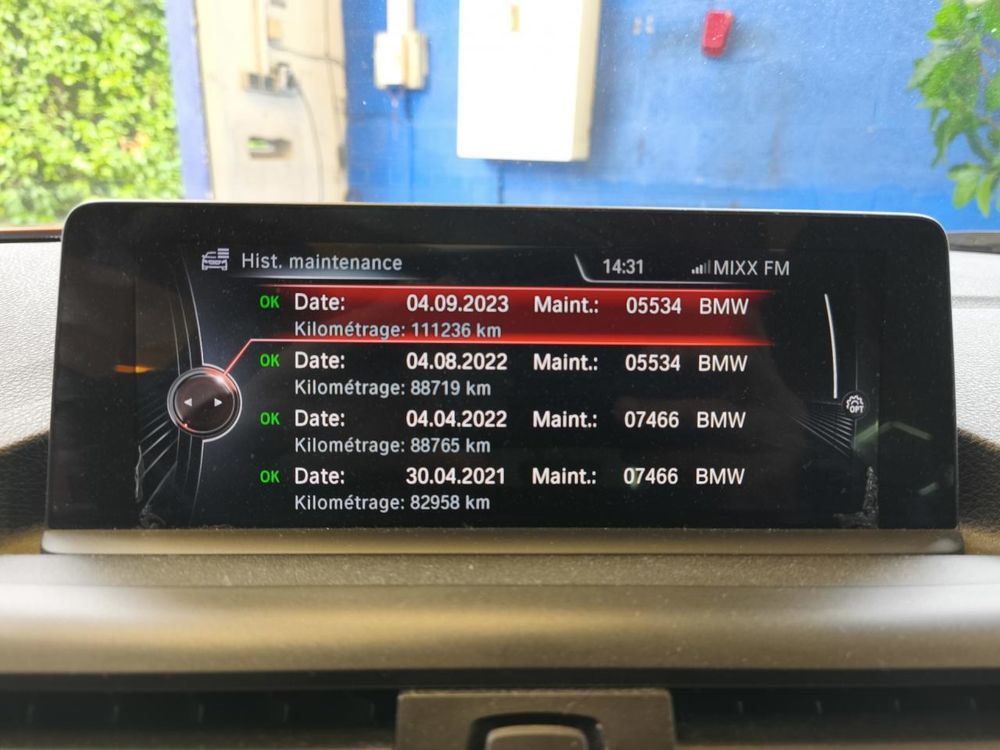 Hist. maintenance 14:31 MIXX FM
OK Date: 04.09.2023 Maint.: 05534 BMW
Kilométrage: 111236 km
OK Date: 04.08.2022 Maint.: 05534 BMW
Kilométrage: 88719 km
OK Date: 04.04.2022 Maint.: 07466 BMW
Kilométrage: 88765 km
OPT
OK Date: 30.04.2021 Maint.: 07466 BMW
Kilométrage: 82958 km